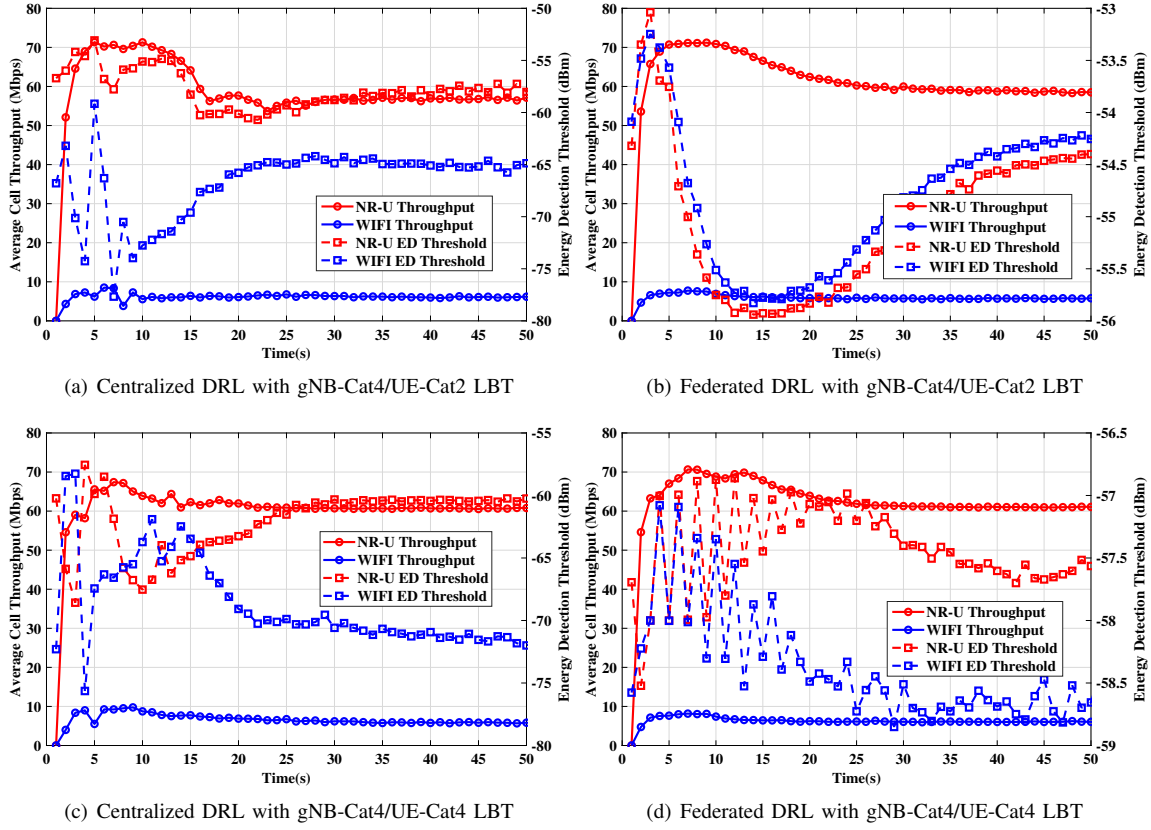 80
70
60
50
40
30
20
10
0
Average Cell Throughput (Mbps)
-50
-55
-60
-65
-70
-75
-80
Energy Detection Threshold (dBm)
NR-U Throughput
WIFI Throughput
NR-U ED Threshold
WIFI ED Threshold
0 5 10 15 20 25 30 35 40 45 50
Time(s)
(a) Centralized DRL with gNB-Cat4/UE-Cat2 LBT
80
70
60
50
40
30
20
10
0
Average Cell Throughput (Mbps)
-53
-53.5
-54
-54.5
-55
-55.5
-56
Energy Detection Threshold (dBm)
NR-U Throughput
WIFI Throughput
NR-U ED Threshold
WIFI ED Threshold
0 5 10 15 20 25 30 35 40 45 50
Time(s)
(b) Federated DRL with gNB-Cat4/UE-Cat2 LBT
80
70
60
50
40
30
20
10
0
Average Cell Throughput (Mbps)
-55
-60
-65
-70
-75
-80
Energy Detection Threshold (dBm)
NR-U Throughput
WIFI Throughput
NR-U ED Threshold
WIFI ED Threshold
0 5 10 15 20 25 30 35 40 45 50
Time(s)
(c) Centralized DRL with gNB-Cat4/UE-Cat4 LBT
80
70
60
50
40
30
20
10
0
Average Cell Throughput (Mbps)
-56.5
-57
-57.5
-58
-58.5
-59
Energy Detection Threshold (dBm)
NR-U Throughput
WIFI Throughput
NR-U ED Threshold
WIFI ED Threshold
0 5 10 15 20 25 30 35 40 45 50
Time(s)
(d) Federated DRL with gNB-Cat4/UE-Cat4 LBT